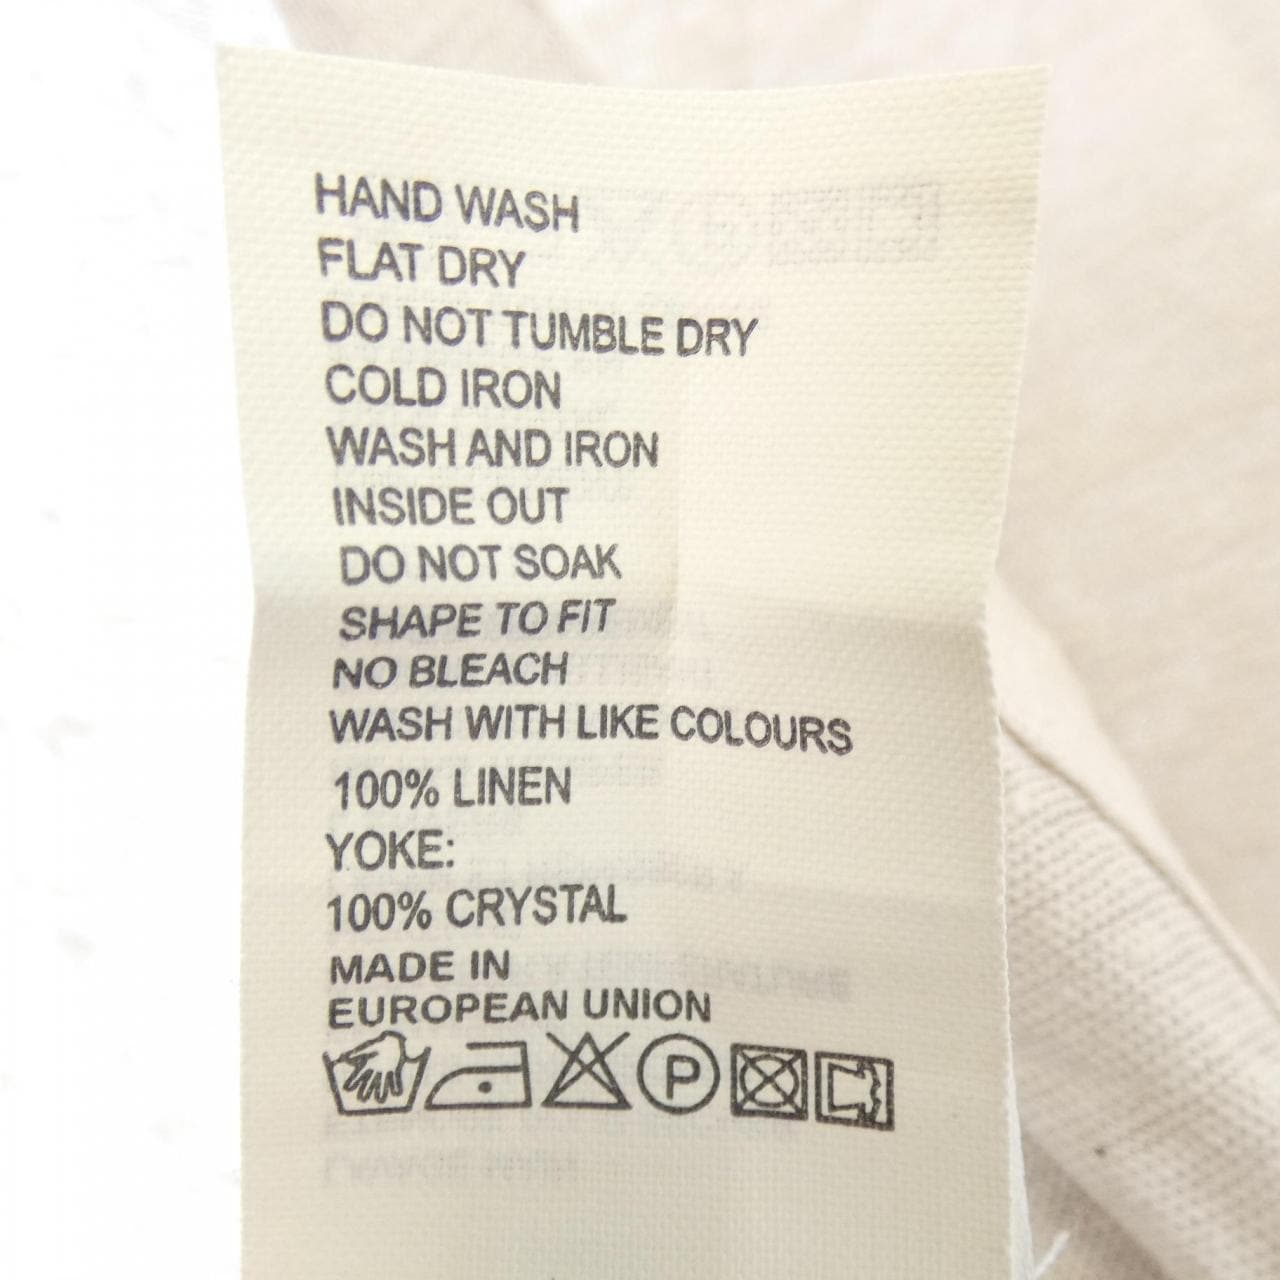 HAND WASH
FLAT DRY
DO NOT TUMBLE DRY
COLD IRON
WASH AND IRON
INSIDE OUT
DO NOT SOAK
SHAPE TO FIT
NO BLEACH
WASH WITH LIKE COLOURS
100% LINEN
YOKE:
100% CRYSTAL
MADE IN
EUROPEAN UNION
P